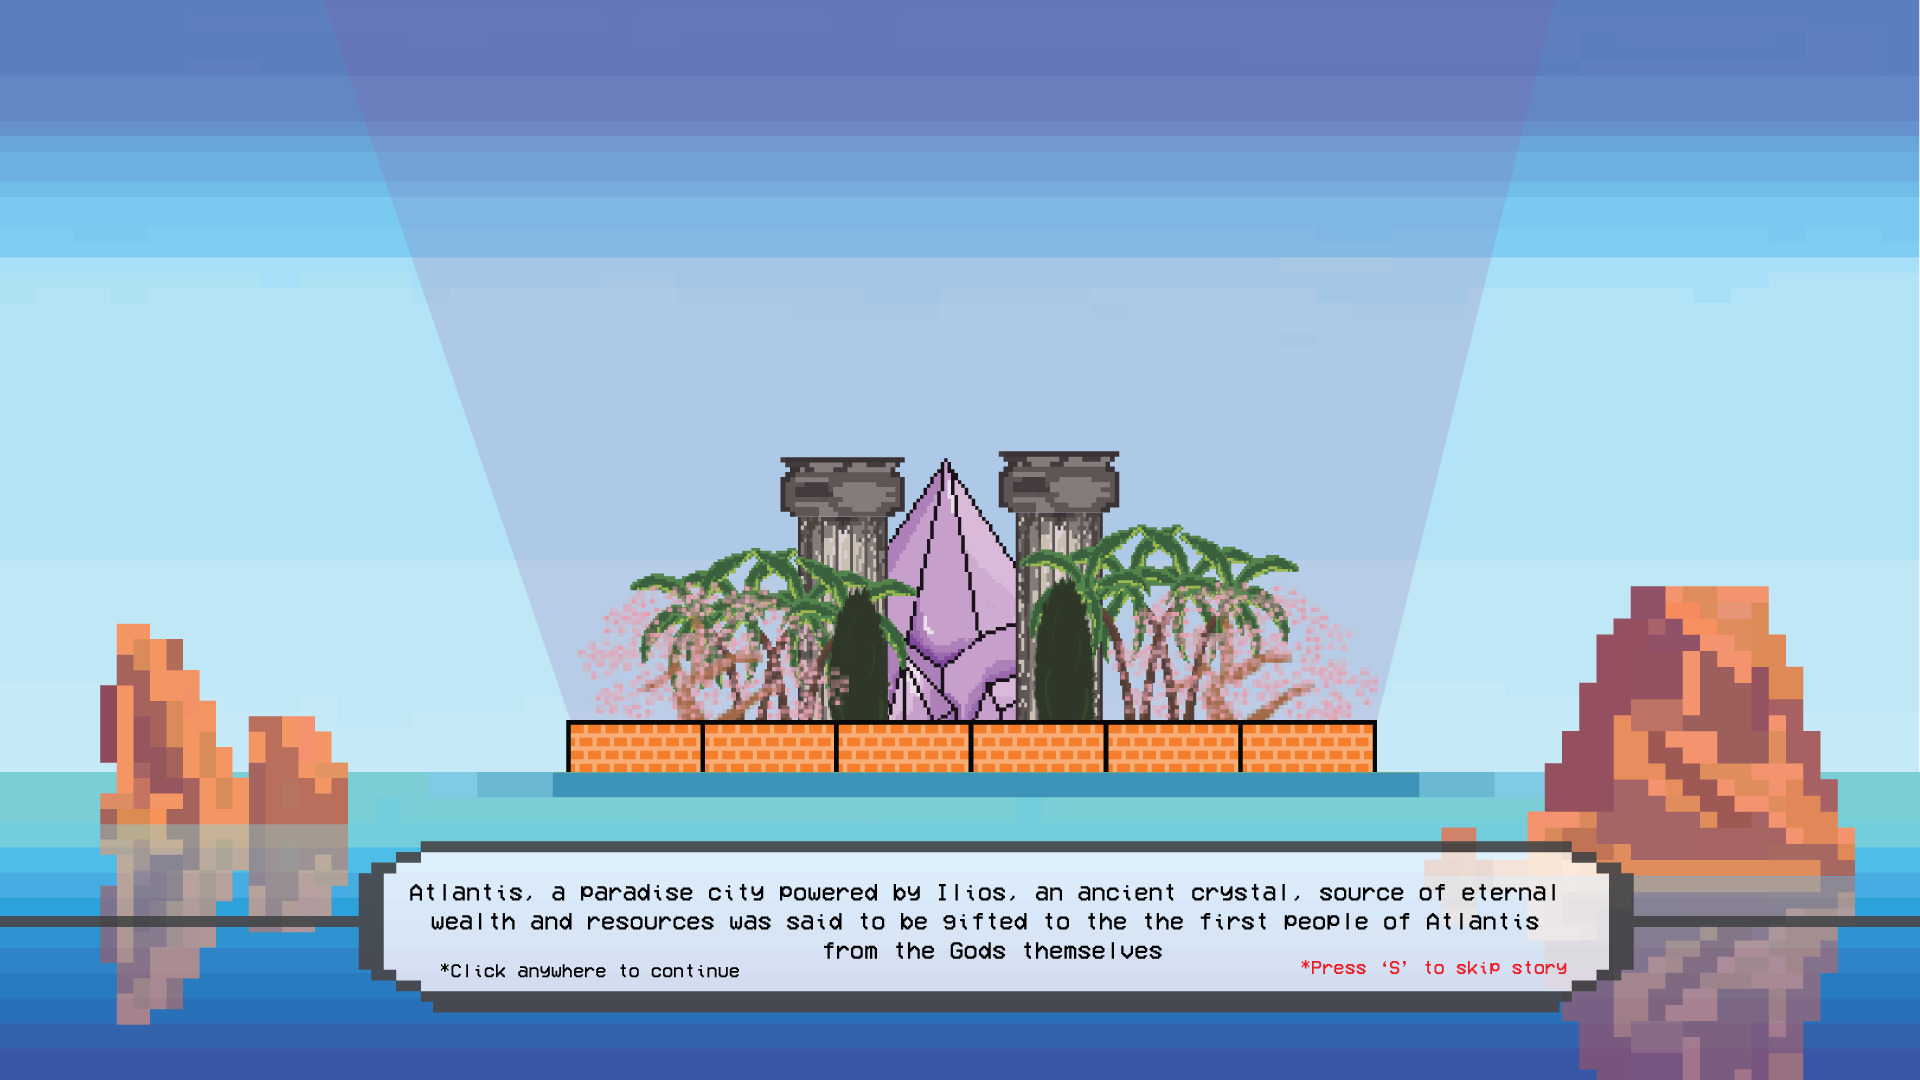 Atlantis, a paradise city powered by Ilios, an ancient crystal, source of eternal
wealth and resources was said to be gifted to the the first people of Atlantis
from the Gods themselves
*Click anywhere to continue
*Press ‘S’ to skip story